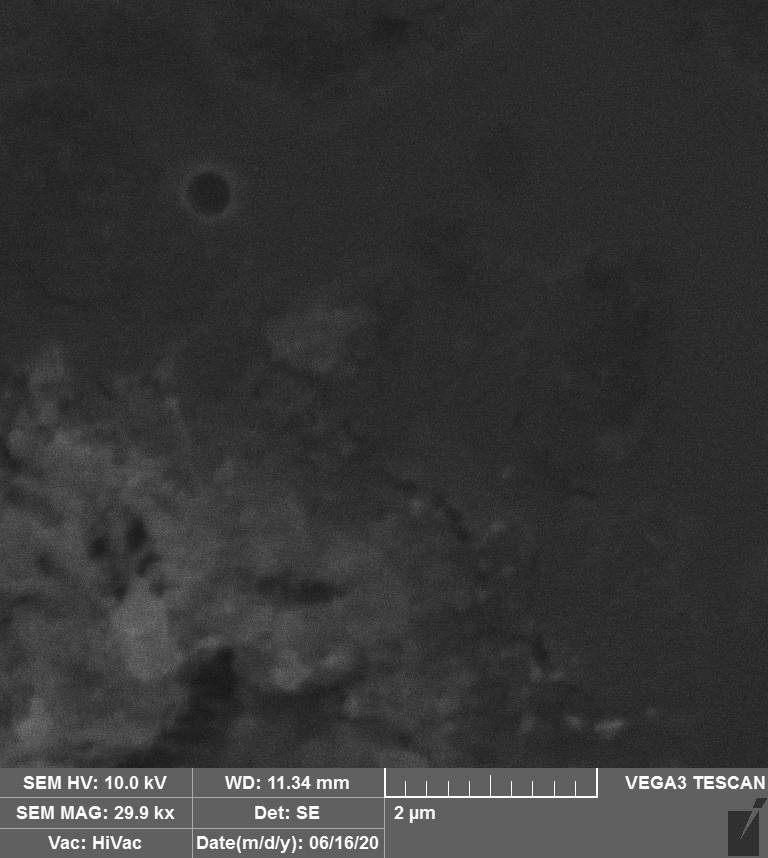 SEM HV: 10.0 kV WD: 11.34 mm VEGA3 TESCAN
SEM MAG: 29.9 kx Det: SE 2 µm
Vac: HiVac Date(m/d/y): 06/16/20